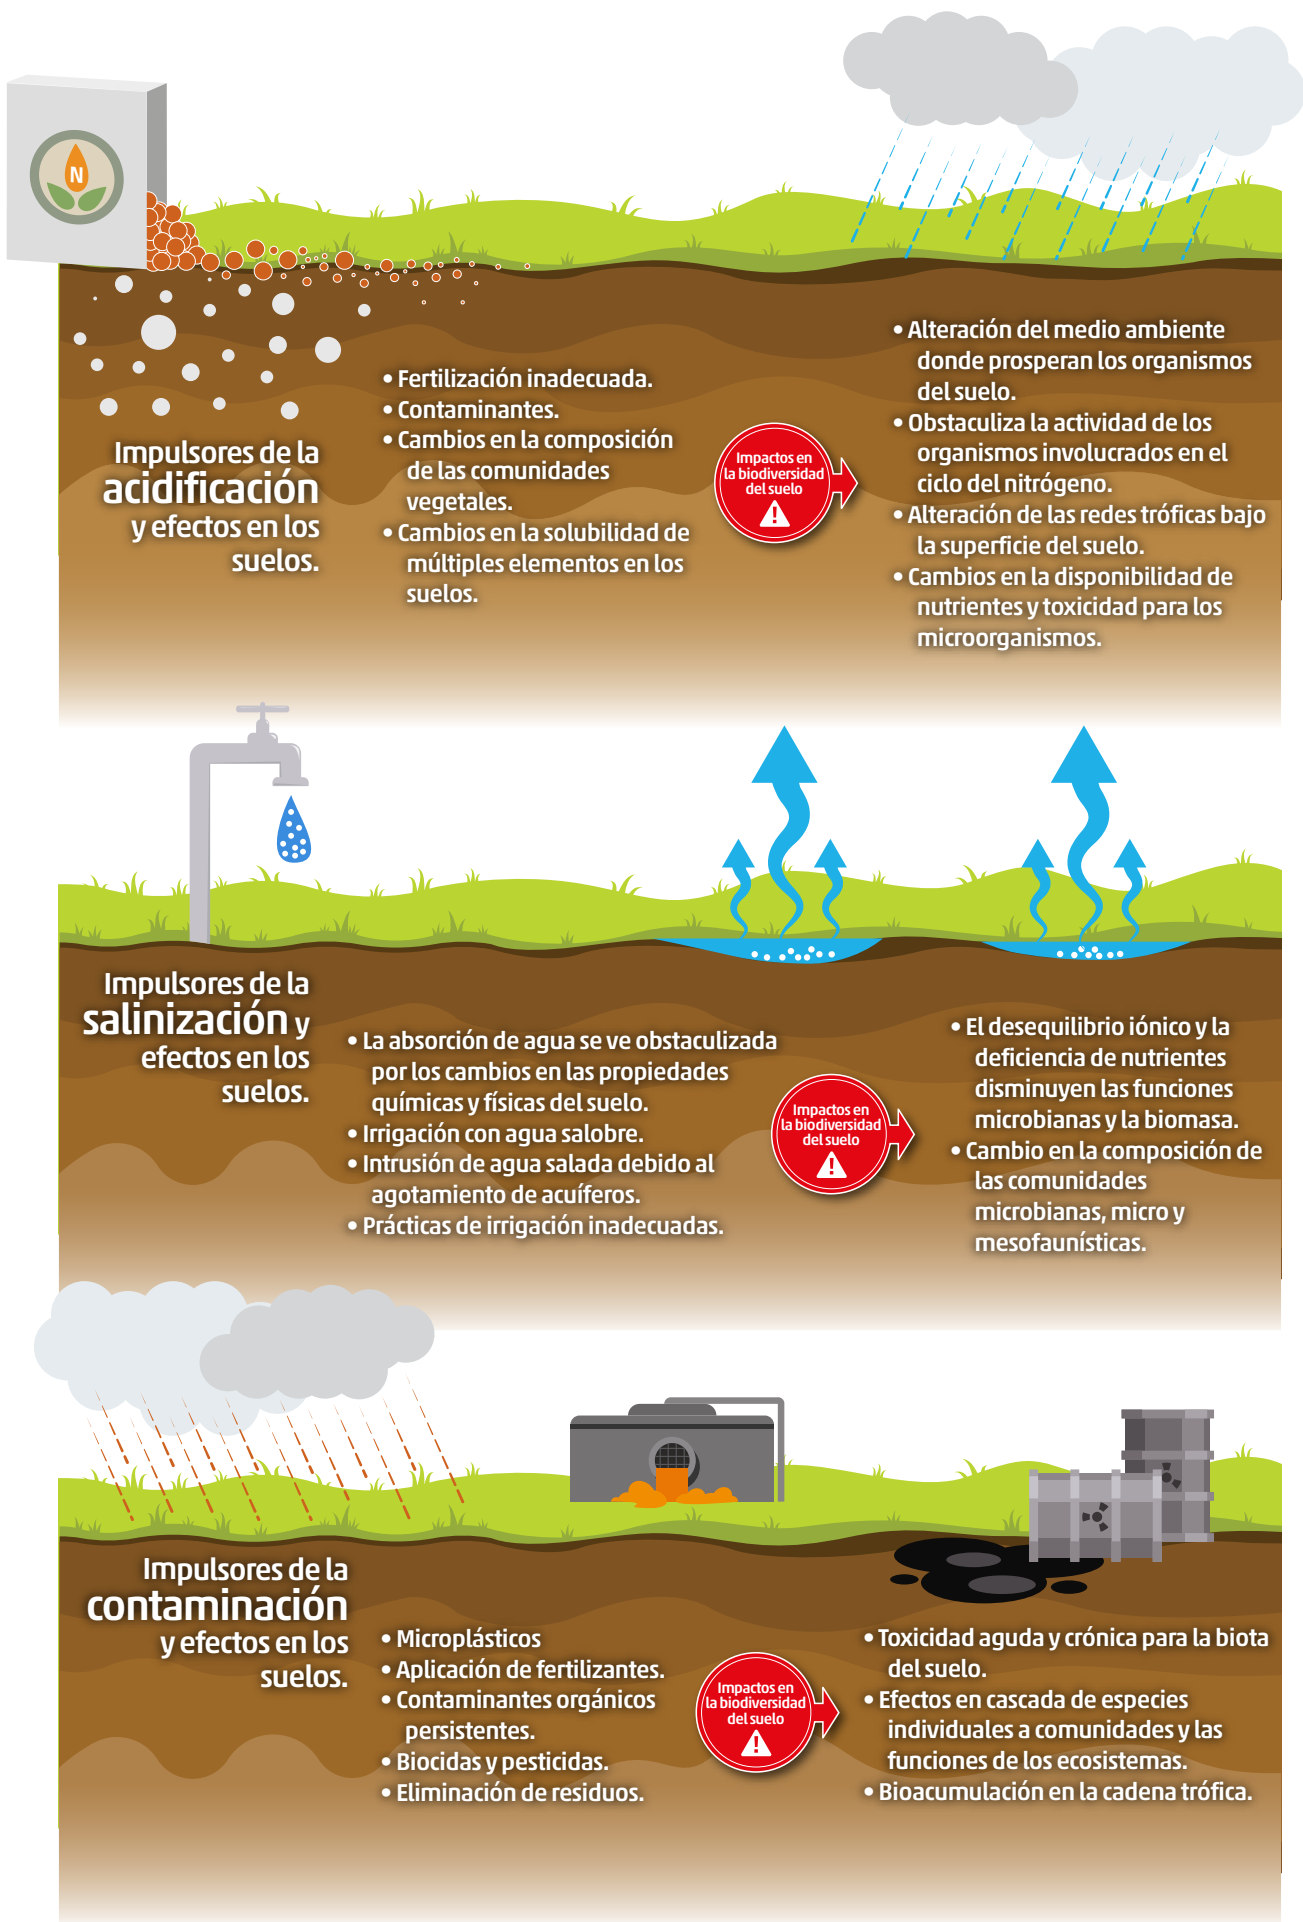 N
Impulsores de la
acidificación
y efectos en los
suelos.
• Fertilización inadecuada.
• Contaminantes.
• Cambios en la composición
de las comunidades
vegetales.
• Cambios en la solubilidad de
múltiples elementos en los
suelos.
Impactos en
la biodiversidad
del suelo
!
• Alteración del medio ambiente
donde prosperan los organismos
del suelo.
• Obstaculiza la actividad de los
organismos involucrados en el
ciclo del nitrógeno.
• Alteración de las redes tróficas bajo
la superficie del suelo.
• Cambios en la disponibilidad de
nutrientes y toxicidad para los
microorganismos.
Impulsores de la
salinización y
efectos en los
suelos.
• La absorción de agua se ve obstaculizada
por los cambios en las propiedades
químicas y físicas del suelo.
• Irrigación con agua salobre.
• Intrusión de agua salada debido al
agotamiento de acuíferos.
• Prácticas de irrigación inadecuadas.
Impactos en
la biodiversidad
del suelo
!
• El desequilibrio iónico y la
deficiencia de nutrientes
disminuyen las funciones
microbianas y la biomasa.
• Cambio en la composición de
las comunidades
microbianas, micro y
mesofaunísticas.
Impulsores de la
contaminación
y efectos en los
suelos.
• Microplásticos
• Aplicación de fertilizantes.
• Contaminantes orgánicos
persistentes.
• Biocidas y pesticidas.
• Eliminación de residuos.
Impactos en
la biodiversidad
del suelo
!
• Toxicidad aguda y crónica para la biota
del suelo.
• Efectos en cascada de especies
individuales a comunidades y las
funciones de los ecosistemas.
• Bioacumulación en la cadena trófica.